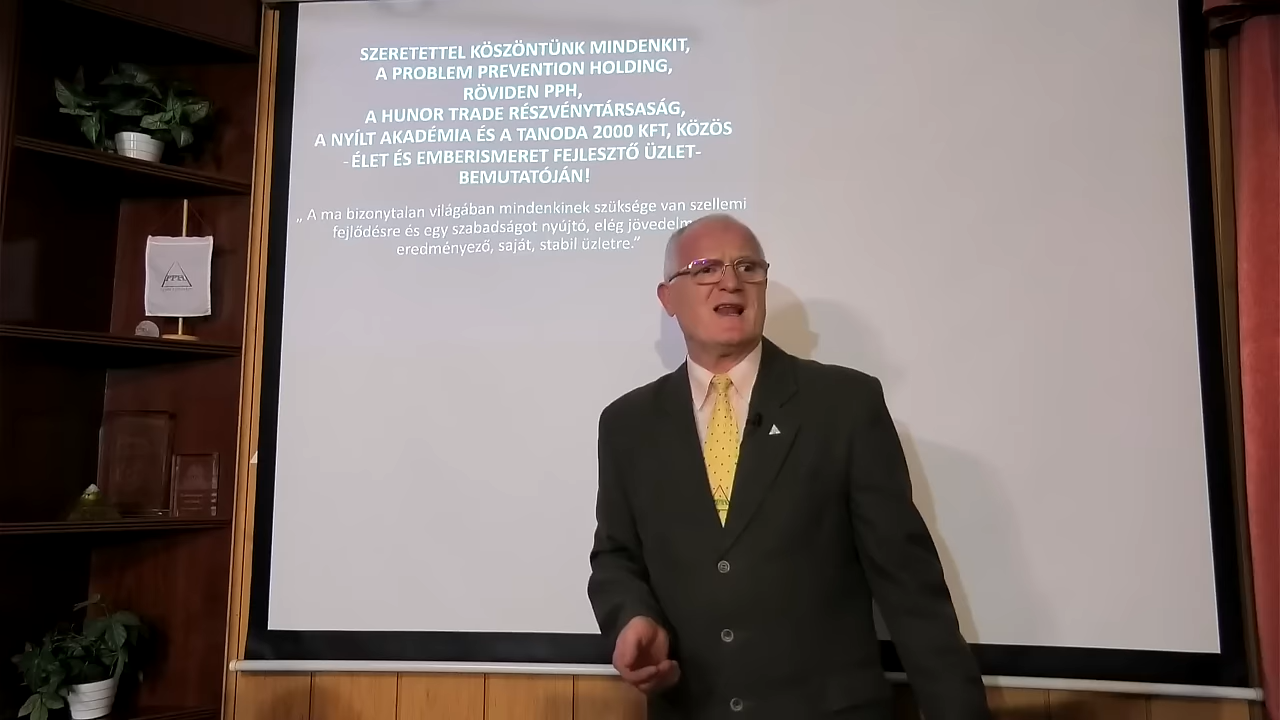 SZERETETTEL KÖSZÖNTÜNK MINDENKIT,
A PROBLEM PREVENTION HOLDING,
RÖVIDEN PPH,
A HUNOR TRADE RÉSZVÉNYTÁRSASÁG,
A NYÍLT AKADÉMIA ÉS A TANODA 2000 KFT, KÖZÖS
-ÉLET ÉS EMBERISMERET FEJLESZTŐ ÜZLET-
BEMUTATÓJÁN!
„ A ma bizonytalan világában mindenkinek szüksége van szellemi
fejlődésre és egy szabadságot nyújtó, elég
eredményező, saját, stabil üzletre.”